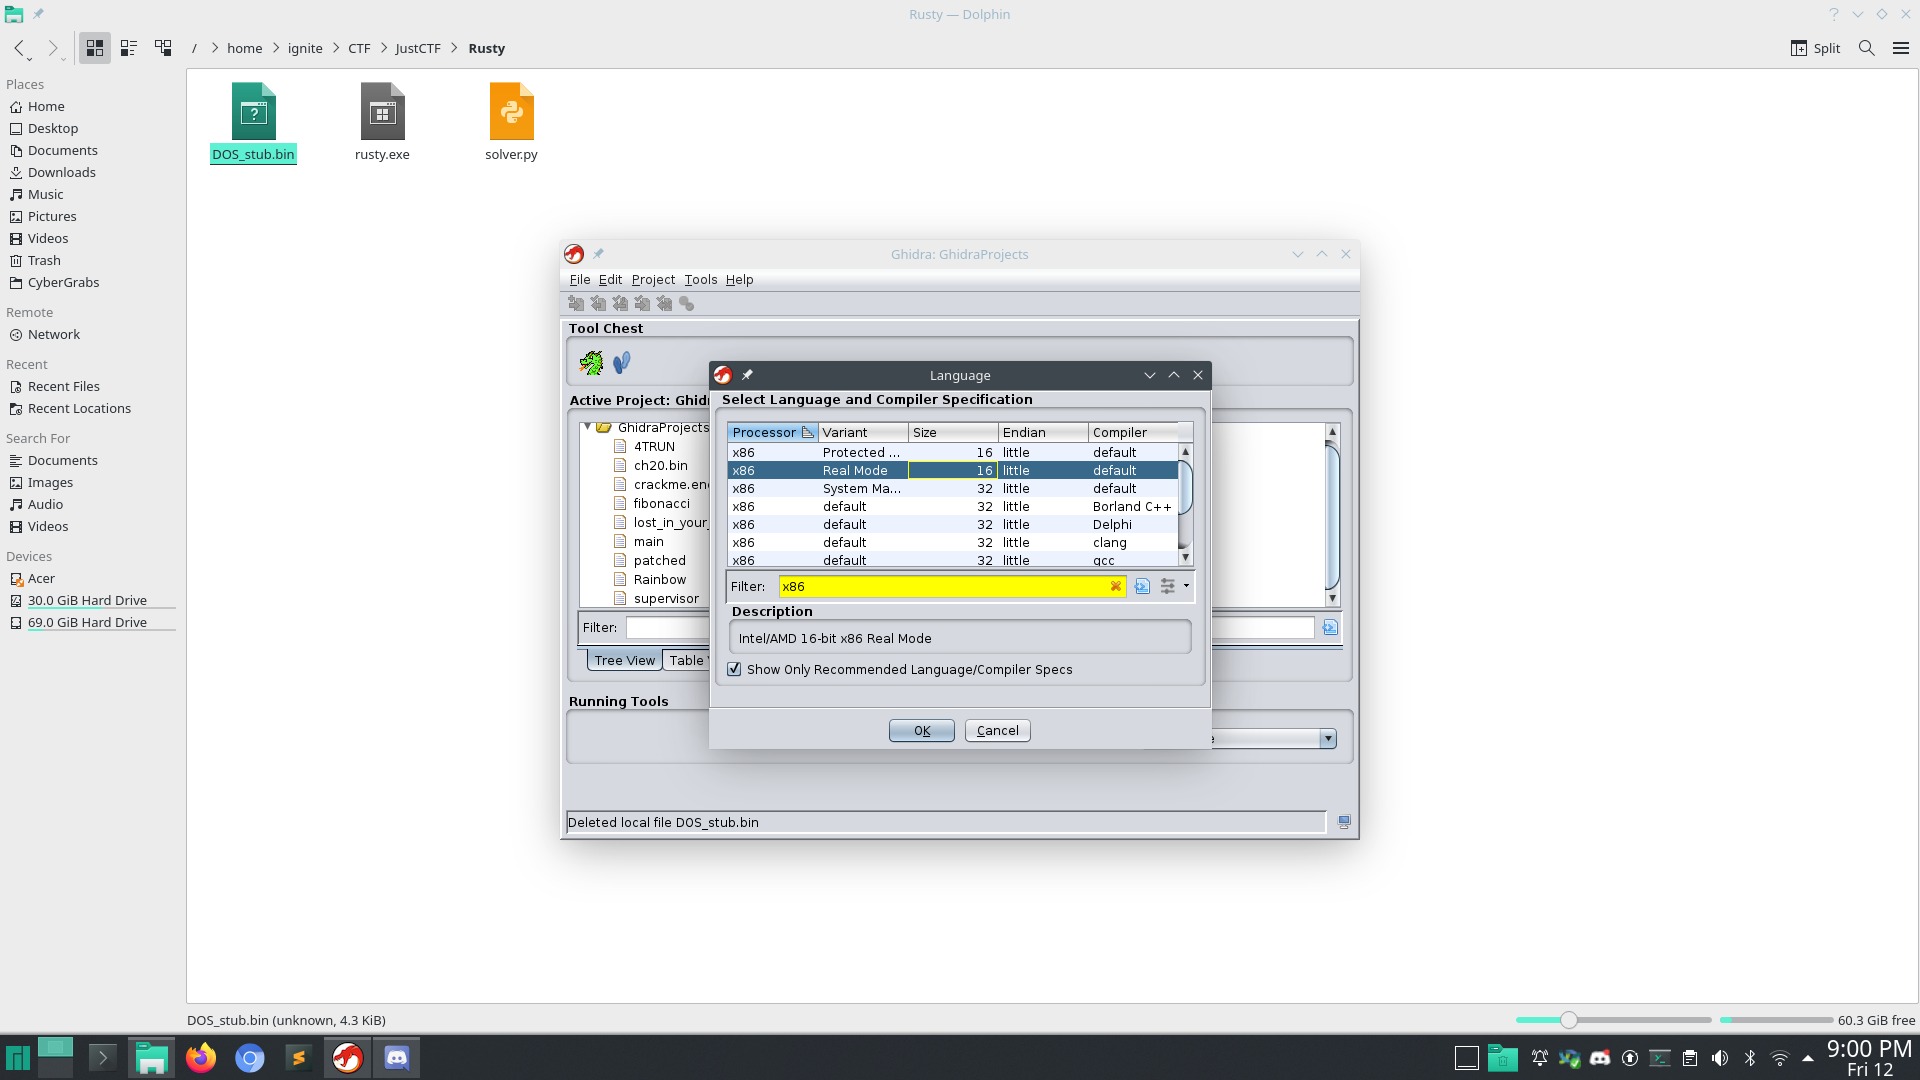 Rusty — Dolphin
/ > home > ignite > CTF > JustCTF > Rusty
Split
Places
Home
Desktop
Documents
Downloads
Music
Pictures
Videos
Trash
CyberGrabs
Remote
Network
Recent
Recent Files
Recent Locations
Search For
Documents
Images
Audio
Videos
Devices
Acer
30.0 GiB Hard Drive
69.0 GiB Hard Drive
DOS_stub.bin
rusty.exe
solver.py
Ghidra: GhidraProjects
File Edit Project Tools Help
Tool Chest
Active Project: Ghid
GhidraProjects
4TRUN
ch20.bin
crackme.en
fibonacci
lost_in_your_
main
patched
Rainbow
supervisor
Filter:
Tree View Table
Running Tools
Deleted local file DOS_stub.bin
Language
Select Language and Compiler Specification
Processor Variant Size Endian Compiler
x86 Protected ... 16 little default
x86 Real Mode 16 little default
x86 System Ma... 32 little default
x86 default 32 little Borland C++
x86 default 32 little Delphi
x86 default 32 little clang
x86 default 32 little gcc
Filter: x86
Description
Intel/AMD 16-bit x86 Real Mode
Show Only Recommended Language/Compiler Specs
OK Cancel
DOS_stub.bin (unknown, 4.3 KiB)
60.3 GiB free
9:00 PM
Fri 12